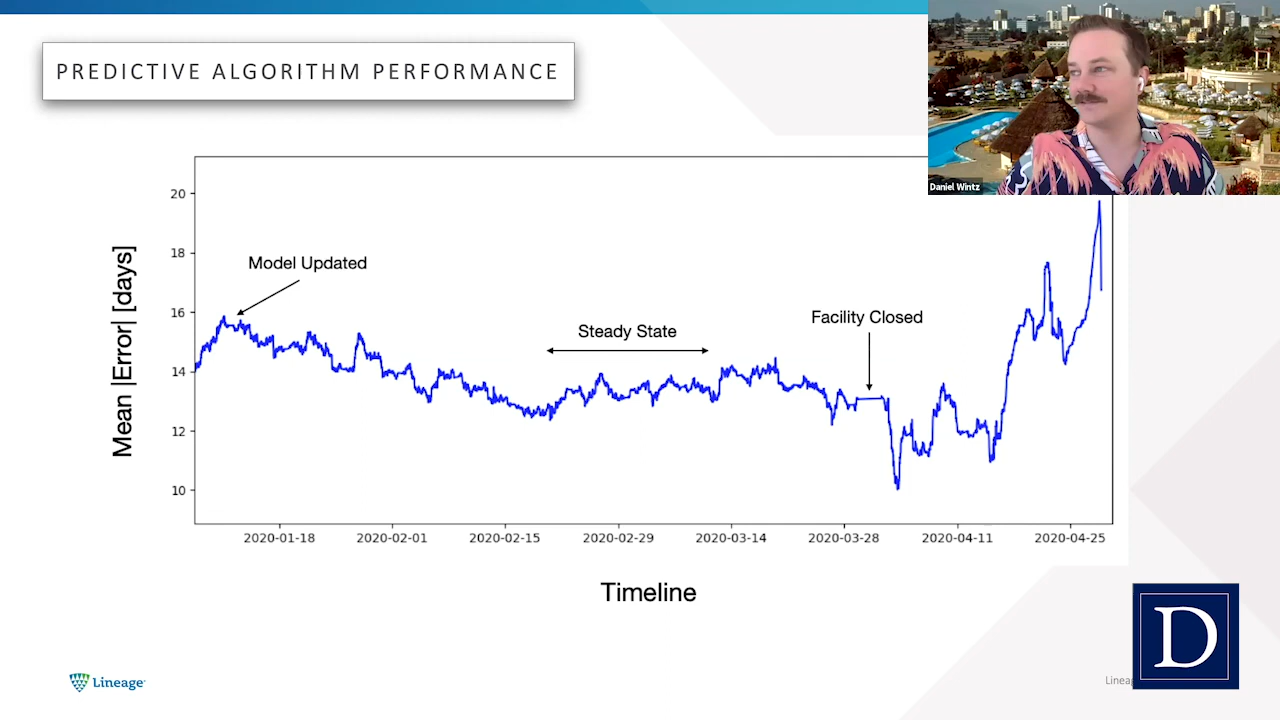 PREDICTIVE ALGORITHM PERFORMANCE
Daniel Wintz
20
18
16
14
12
10
Mean |Error| [days]
Model Updated
Steady State
Facility Closed
2020-01-18
2020-02-01
2020-02-15
2020-02-29
2020-03-14
2020-03-28
2020-04-11
2020-04-25
Timeline
Lineage
D